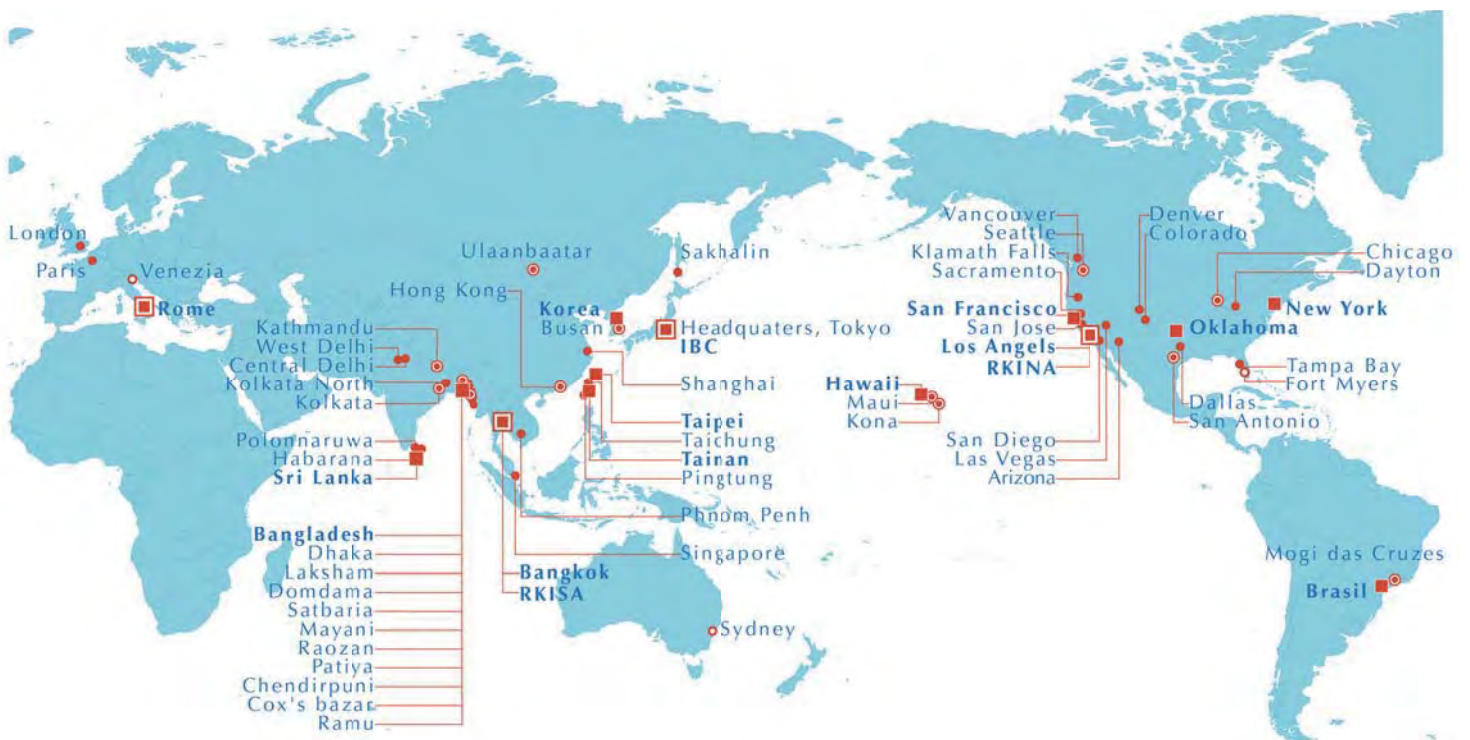 London
Paris
Venezia
Rome
Ulaanbaatar
Sakhalin
Hong Kong
Korea
Busan
Headquaters, Tokyo
IBC
Kathmandu
West Delhi
Central Delhi
Kolkata North
Kolkata
Shanghai
Taipei
Taichung
Tainan
Pingtung
Polonnaruwa
Habarana
Sri Lanka
Phnom Penh
Singapore
Bangkok
RKISA
Bangladesh
Dhaka
Laksham
Domdama
Satbaria
Mayani
Raozan
Patiya
Chendirpuni
Cox's bazar
Ramu
Sydney
Vancouver
Seattle
Klamath Falls
Sacramento
San Francisco
San Jose
Los Angels
RKINA
Hawaii
Maui
Kona
San Diego
Las Vegas
Arizona
Denver
Colorado
Chicago
Dayton
New York
Oklahoma
Tampa Bay
Fort Myers
Dallas
San Antonio
Mogi das Cruzes
Brasil